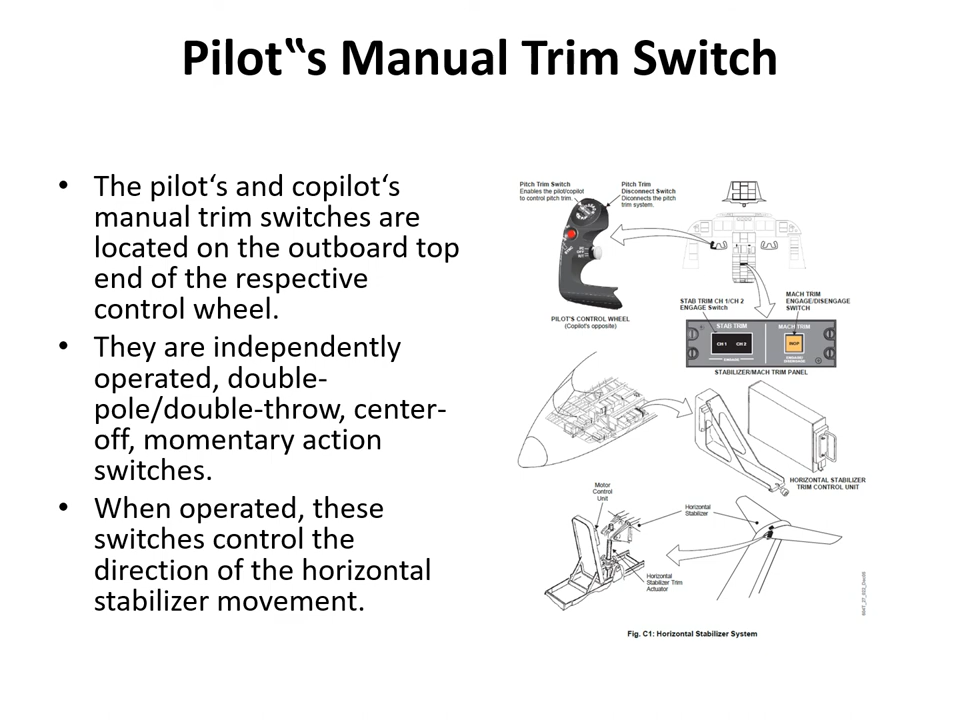 Pilot‟s Manual Trim Switch
• The pilot‘s and copilot‘s
manual trim switches are
located on the outboard top
end of the respective
control wheel.
• They are independently
operated, double-
pole/double-throw, center-
off, momentary action
switches.
• When operated, these
switches control the
direction of the horizontal
stabilizer movement.
Pitch Trim Switch
Enables the pilot/copilot
to control pitch trim.
Pitch Trim
Disconnect Switch
Diconnects the pitch
trim system.
PILOT'S CONTROL WHEEL
(Copilot's opposite)
STAB TRIM CH 1/CH 2
ENGAGE Switch
MACH TRIM
ENGAGE/DISENGAGE
SWITCH
STAB TRIM
MACH TRIM
CH 1 CH 2
INOP
STABILIZER/MACH TRIM PANEL
HORIZONTAL STABILIZER
TRIM CONTROL UNIT
Motor
Control
Unit
Horizontal
Stabilizer
Horizontal
Stabilizer Trim
Actuator
Fig. C1: Horizontal Stabilizer System